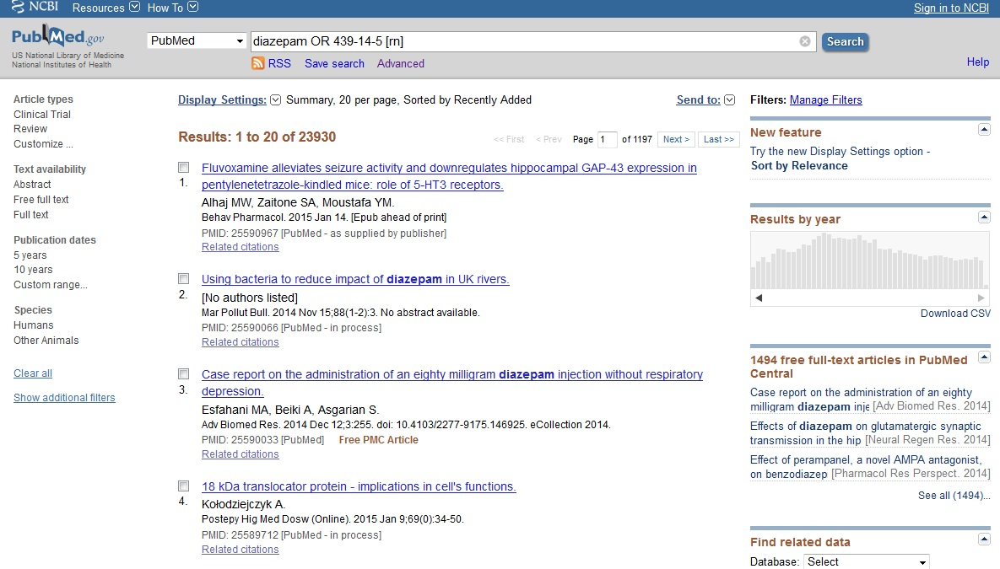 NCBI Resources How To Sign in to NCBI
PubMed.gov
US National Library of Medicine
National Institutes of Health
PubMed diazepam OR 439-14-5 [rn] Search
RSS Save search Advanced
Help
Article types
Clinical Trial
Review
Customize ...
Text availability
Abstract
Free full text
Full text
Publication dates
5 years
10 years
Custom range...
Species
Humans
Other Animals
Clear all
Show additional filters
Display Settings: Summary, 20 per page, Sorted by Recently Added Send to:
Results: 1 to 20 of 23930
<< First < Prev Page 1 of 1197 Next > Last >>
Fluvoxamine alleviates seizure activity and downregulates hippocampal GAP-43 expression in
1. pentylenetetrazole-kindled mice: role of 5-HT3 receptors.
Alhaj MW, Zaitone SA, Moustafa YM.
Behav Pharmacol. 2015 Jan 14. [Epub ahead of print]
PMID: 25590967 [PubMed - as supplied by publisher]
Related citations
Using bacteria to reduce impact of diazepam in UK rivers.
2. [No authors listed]
Mar Pollut Bull. 2014 Nov 15;88(1-2):3. No abstract available.
PMID: 25590066 [PubMed - in process]
Related citations
Case report on the administration of an eighty milligram diazepam injection without respiratory
3. depression.
Esfahani MA, Beiki A, Asgarian S.
Adv Biomed Res. 2014 Dec 12;3:255. doi: 10.4103/2277-9175.146925. eCollection 2014.
PMID: 25590033 [PubMed] Free PMC Article
Related citations
18 kDa translocator protein - implications in cell's functions.
4. Kołodziejczyk A.
Postepy Hig Med Dosw (Online). 2015 Jan 9;69(0):34-50.
PMID: 25589712 [PubMed - in process]
Related citations
Filters: Manage Filters
New feature
Try the new Display Settings option -
Sort by Relevance
Results by year
Download CSV
1494 free full-text articles in PubMed
Central
Case report on the administration of an eighty
milligram diazepam inje [Adv Biomed Res. 2014]
Effects of diazepam on glutamatergic synaptic
transmission in the hip [Neural Regen Res. 2014]
Effect of perampanel, a novel AMPA antagonist,
on benzodiazep [Pharmacol Res Perspect. 2014]
See all (1494)...
Find related data
Database: Select